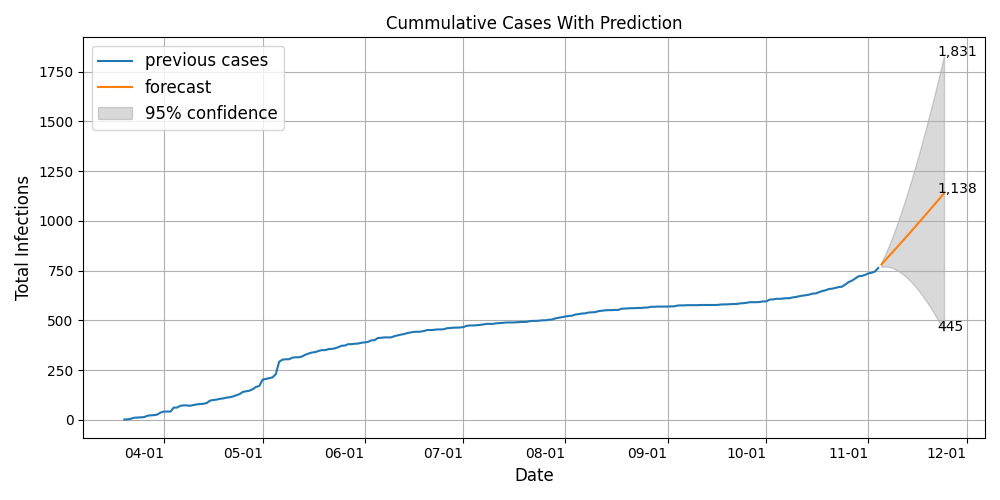 Cummulative Cases With Prediction
previous cases
forecast
95% confidence
1,831
1,138
445
Total Infections
1750
1500
1250
1000
750
500
250
0
04-01 05-01 06-01 07-01 08-01 09-01 10-01 11-01 12-01
Date